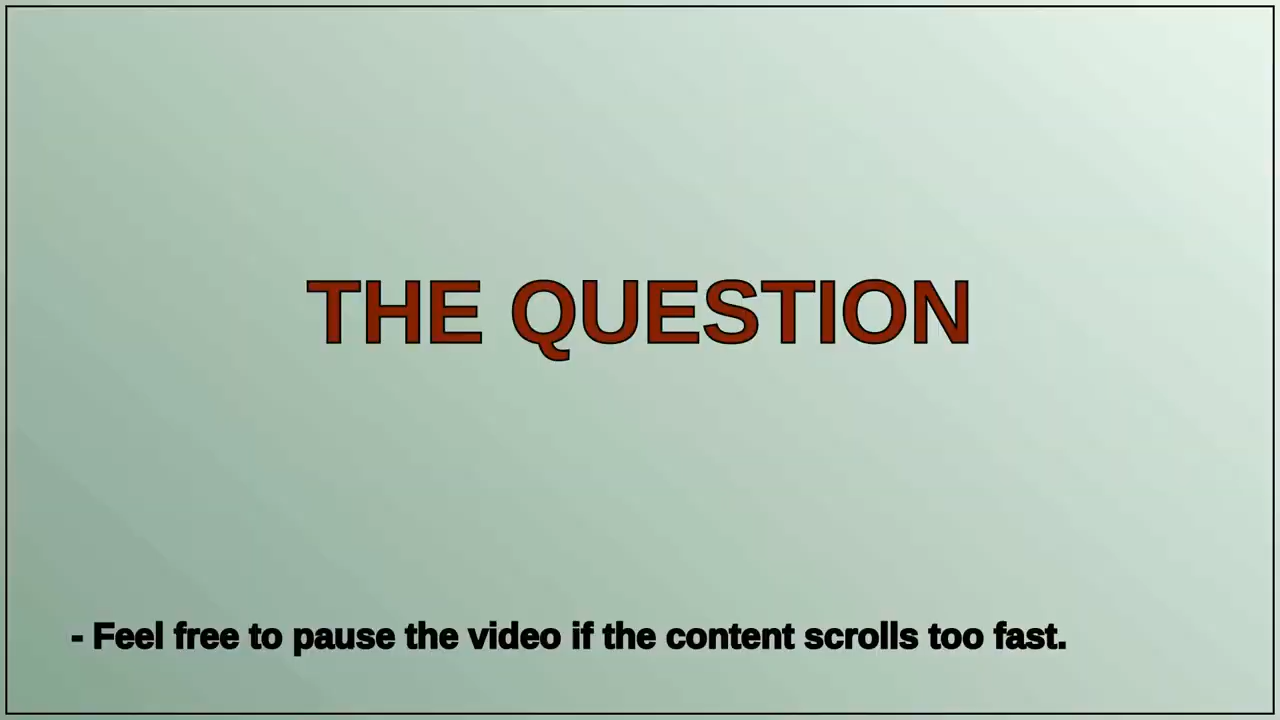 THE QUESTION
- Feel free to pause the video if the content scrolls too fast.